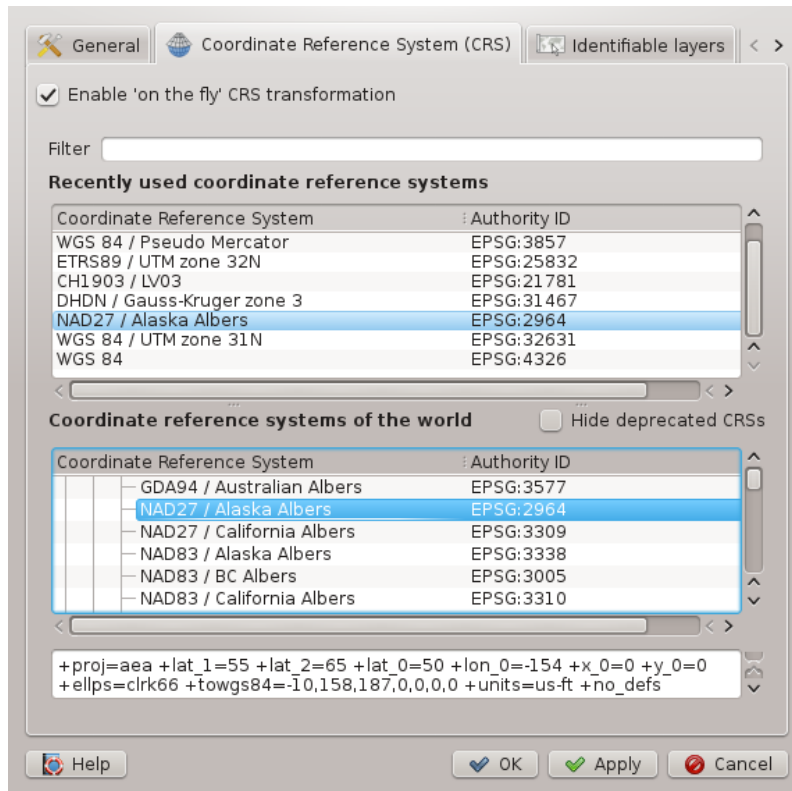 General Coordinate Reference System (CRS) Identifiable layers < >
Enable 'on the fly' CRS transformation
Filter
Recently used coordinate reference systems
Coordinate Reference System Authority ID
WGS 84 / Pseudo Mercator EPSG:3857
ETRS89 / UTM zone 32N EPSG:25832
CH1903 / LV03 EPSG:21781
DHDN / Gauss-Kruger zone 3 EPSG:31467
NAD27 / Alaska Albers EPSG:2964
WGS 84 / UTM zone 31N EPSG:32631
WGS 84 EPSG:4326
Coordinate reference systems of the world Hide deprecated CRSs
Coordinate Reference System Authority ID
GDA94 / Australian Albers EPSG:3577
NAD27 / Alaska Albers EPSG:2964
NAD27 / California Albers EPSG:3309
NAD83 / Alaska Albers EPSG:3338
NAD83 / BC Albers EPSG:3005
NAD83 / California Albers EPSG:3310
+proj=aea +lat_1=55 +lat_2=65 +lat_0=50 +lon_0=-154 +x_0=0 +y_0=0
+ellps=clrk66 +towgs84=-10,158,187,0,0,0,0 +units=us-ft +no_defs
Help OK Apply Cancel